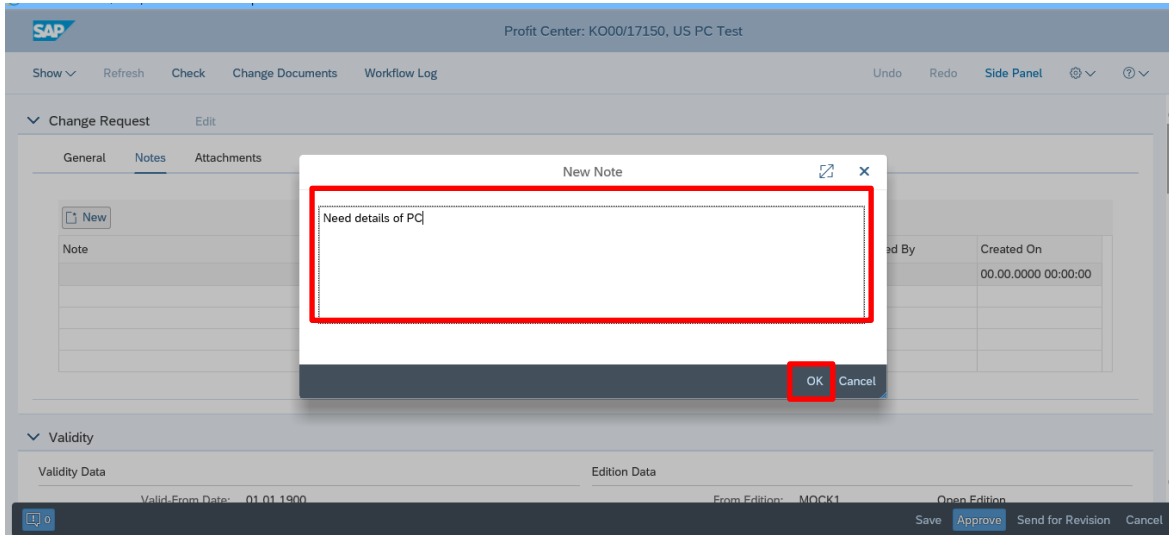 SAP
Profit Center: KO00/17150, US PC Test
Show Refresh Check Change Documents Workflow Log Undo Redo Side Panel
Change Request Edit
General Notes Attachments
New Note
New
Need details of PC
Note ed By Created On
00.00.0000 00:00:00
OK Cancel
Validity
Validity Data Edition Data
Valid-From Date: 01.01.1900 From Edition: MOCK1 Open Edition
0 Save Approve Send for Revision Cancel